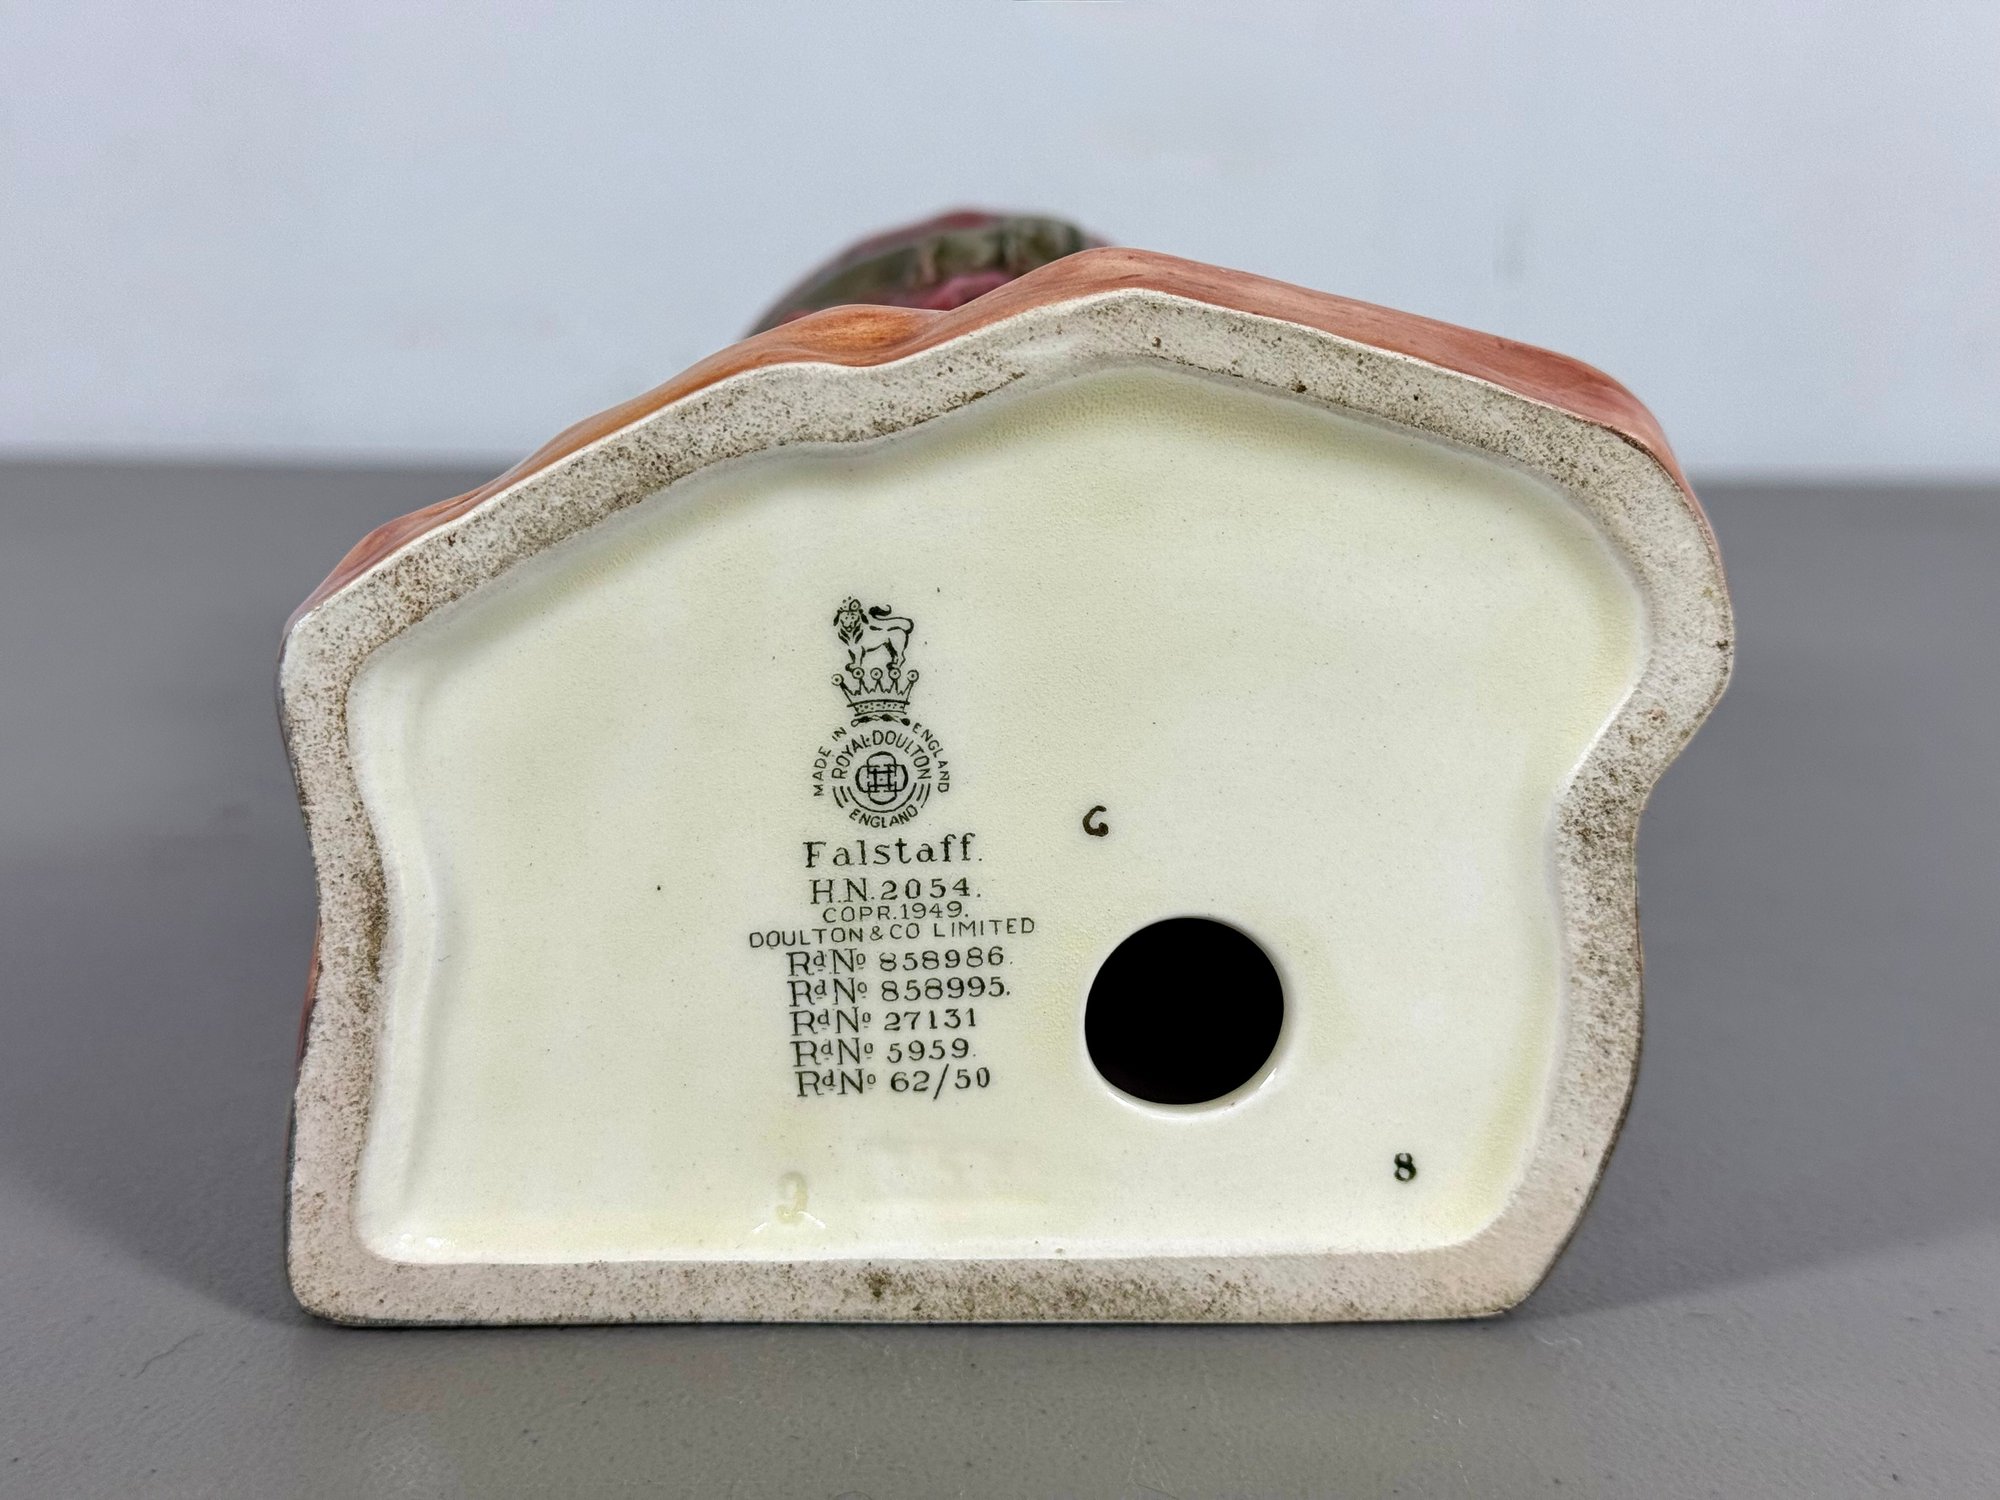 MADE IN ENGLAND
ROYAL DOULTON
ENGLAND
Falstaff.
H.N.2054.
COPR.1949.
DOULTON & CO LIMITED
Rd No 858986.
Rd No 858995.
Rd No 27131
Rd No 5959.
Rd No 62/50
G
8